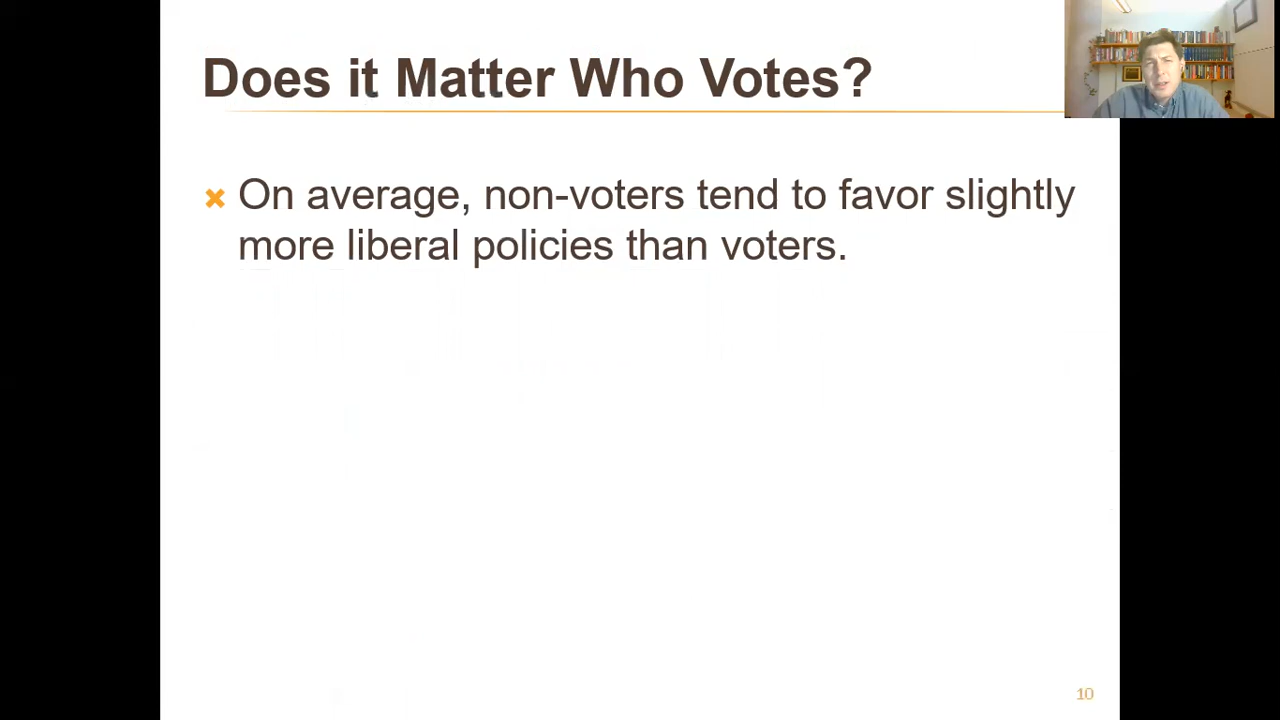 Does it Matter Who Votes?
On average, non-voters tend to favor slightly
more liberal policies than voters.
10